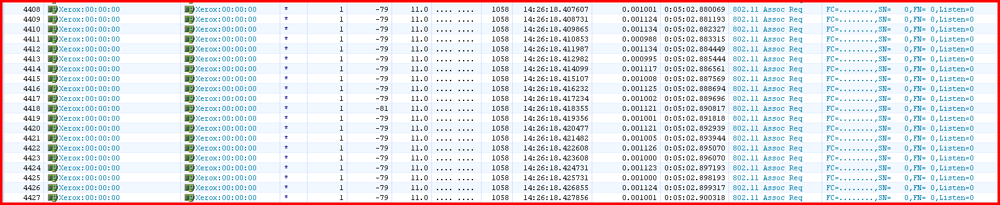 4408 Xerox:00:00:00 Xerox:00:00:00 * 1 -79 11.0 .... .... 1058 14:26:18.407607 0.001001 0:05:02.880069 802.11 Assoc Req FC=........,SN= 0,FN= 0,Listen=0
4409 Xerox:00:00:00 Xerox:00:00:00 * 1 -79 11.0 .... .... 1058 14:26:18.408731 0.001124 0:05:02.881193 802.11 Assoc Req FC=........,SN= 0,FN= 0,Listen=0
4410 Xerox:00:00:00 Xerox:00:00:00 * 1 -79 11.0 .... .... 1058 14:26:18.409865 0.001134 0:05:02.882327 802.11 Assoc Req FC=........,SN= 0,FN= 0,Listen=0
4411 Xerox:00:00:00 Xerox:00:00:00 * 1 -79 11.0 .... .... 1058 14:26:18.410853 0.000988 0:05:02.883315 802.11 Assoc Req FC=........,SN= 0,FN= 0,Listen=0
4412 Xerox:00:00:00 Xerox:00:00:00 * 1 -79 11.0 .... .... 1058 14:26:18.411987 0.001134 0:05:02.884449 802.11 Assoc Req FC=........,SN= 0,FN= 0,Listen=0
4413 Xerox:00:00:00 Xerox:00:00:00 * 1 -79 11.0 .... .... 1058 14:26:18.412982 0.000995 0:05:02.885444 802.11 Assoc Req FC=........,SN= 0,FN= 0,Listen=0
4414 Xerox:00:00:00 Xerox:00:00:00 * 1 -79 11.0 .... .... 1058 14:26:18.414099 0.001117 0:05:02.886561 802.11 Assoc Req FC=........,SN= 0,FN= 0,Listen=0
4415 Xerox:00:00:00 Xerox:00:00:00 * 1 -79 11.0 .... .... 1058 14:26:18.415107 0.001008 0:05:02.887569 802.11 Assoc Req FC=........,SN= 0,FN= 0,Listen=0
4416 Xerox:00:00:00 Xerox:00:00:00 * 1 -79 11.0 .... .... 1058 14:26:18.416232 0.001125 0:05:02.888694 802.11 Assoc Req FC=........,SN= 0,FN= 0,Listen=0
4417 Xerox:00:00:00 Xerox:00:00:00 * 1 -79 11.0 .... .... 1058 14:26:18.417234 0.001002 0:05:02.889696 802.11 Assoc Req FC=........,SN= 0,FN= 0,Listen=0
4418 Xerox:00:00:00 Xerox:00:00:00 * 1 -81 11.0 .... .... 1058 14:26:18.418355 0.001121 0:05:02.890817 802.11 Assoc Req FC=........,SN= 0,FN= 0,Listen=0
4419 Xerox:00:00:00 Xerox:00:00:00 * 1 -79 11.0 .... .... 1058 14:26:18.419356 0.001001 0:05:02.891818 802.11 Assoc Req FC=........,SN= 0,FN= 0,Listen=0
4420 Xerox:00:00:00 Xerox:00:00:00 * 1 -79 11.0 .... .... 1058 14:26:18.420477 0.001121 0:05:02.892939 802.11 Assoc Req FC=........,SN= 0,FN= 0,Listen=0
4421 Xerox:00:00:00 Xerox:00:00:00 * 1 -79 11.0 .... .... 1058 14:26:18.421482 0.001005 0:05:02.893944 802.11 Assoc Req FC=........,SN= 0,FN= 0,Listen=0
4422 Xerox:00:00:00 Xerox:00:00:00 * 1 -79 11.0 .... .... 1058 14:26:18.422608 0.001126 0:05:02.895070 802.11 Assoc Req FC=........,SN= 0,FN= 0,Listen=0
4423 Xerox:00:00:00 Xerox:00:00:00 * 1 -79 11.0 .... .... 1058 14:26:18.423608 0.001000 0:05:02.896070 802.11 Assoc Req FC=........,SN= 0,FN= 0,Listen=0
4424 Xerox:00:00:00 Xerox:00:00:00 * 1 -79 11.0 .... .... 1058 14:26:18.424731 0.001123 0:05:02.897193 802.11 Assoc Req FC=........,SN= 0,FN= 0,Listen=0
4425 Xerox:00:00:00 Xerox:00:00:00 * 1 -79 11.0 .... .... 1058 14:26:18.425731 0.001000 0:05:02.898193 802.11 Assoc Req FC=........,SN= 0,FN= 0,Listen=0
4426 Xerox:00:00:00 Xerox:00:00:00 * 1 -79 11.0 .... .... 1058 14:26:18.426855 0.001124 0:05:02.899317 802.11 Assoc Req FC=........,SN= 0,FN= 0,Listen=0
4427 Xerox:00:00:00 Xerox:00:00:00 * 1 -79 11.0 .... .... 1058 14:26:18.427856 0.001001 0:05:02.900318 802.11 Assoc Req FC=........,SN= 0,FN= 0,Listen=0